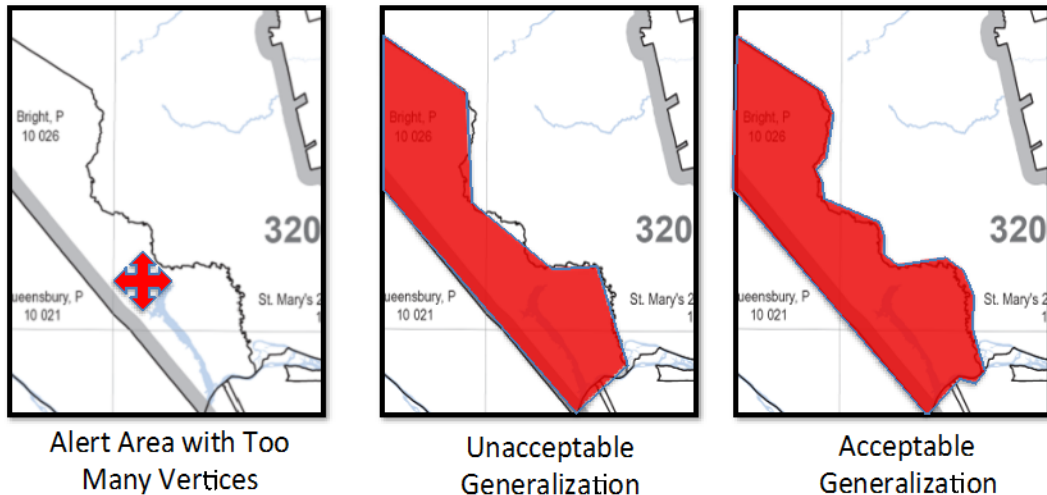 Bright, P
10 026
320
ueensbury, P
10 021
St. Mary's 2
1
Bright, P
10 026
320
ueensbury, P
10 021
St. Mary's 2
1
Bright, P
10 026
320
ueensbury, P
10 021
St. Mary's 2
1
Alert Area with Too
Many Vertices
Unacceptable
Generalization
Acceptable
Generalization